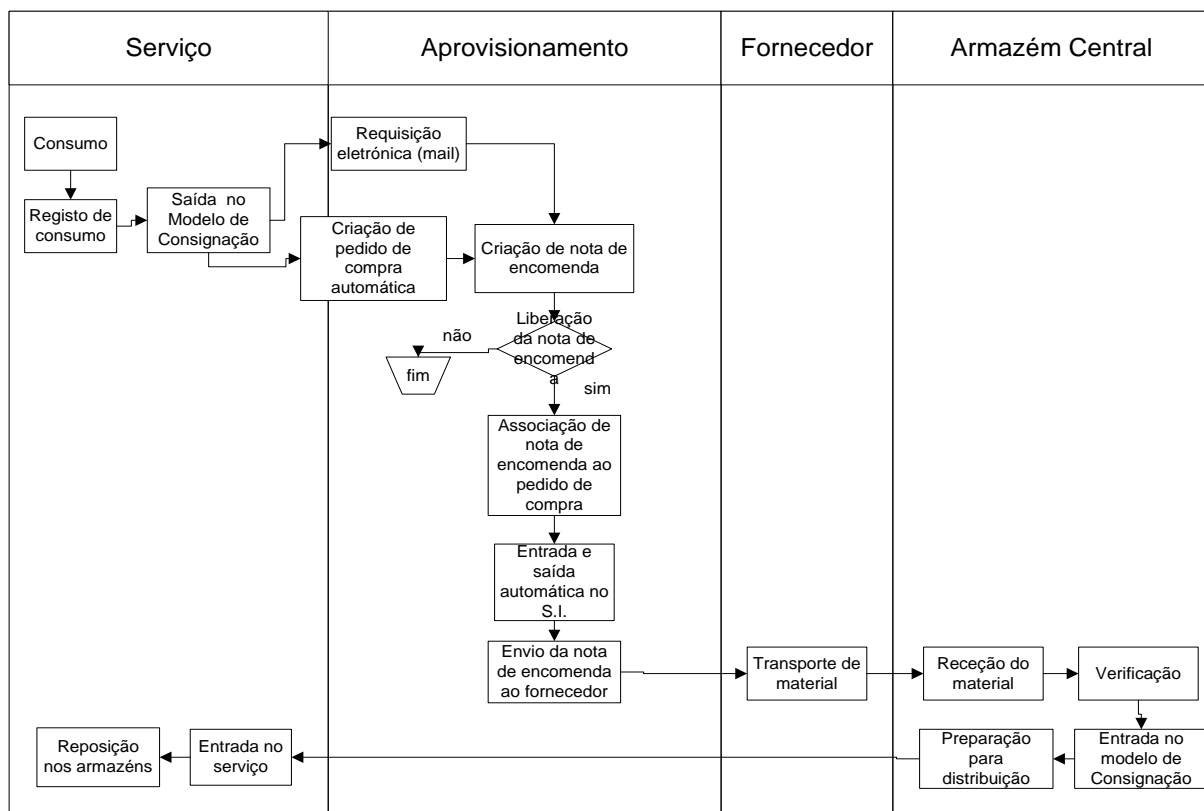 Serviço
Aprovisionamento
Fornecedor
Armazém Central
Consumo
Requisição
eletrónica (mail)
Registo de
consumo
Saída no
Modelo de
Consignação
Criação de
pedido de
compra
automática
Criação de nota de
encomenda
Liberação
da nota de
encomend
a
não
fim
sim
Associação de
nota de
encomenda ao
pedido de
compra
Entrada e
saída
automática no
S.I.
Envio da nota
de encomenda
ao fornecedor
Transporte de
material
Receção do
material
Verificação
Reposição
nos armazéns
Entrada no
serviço
Preparação
para
distribuição
Entrada no
modelo de
Consignação